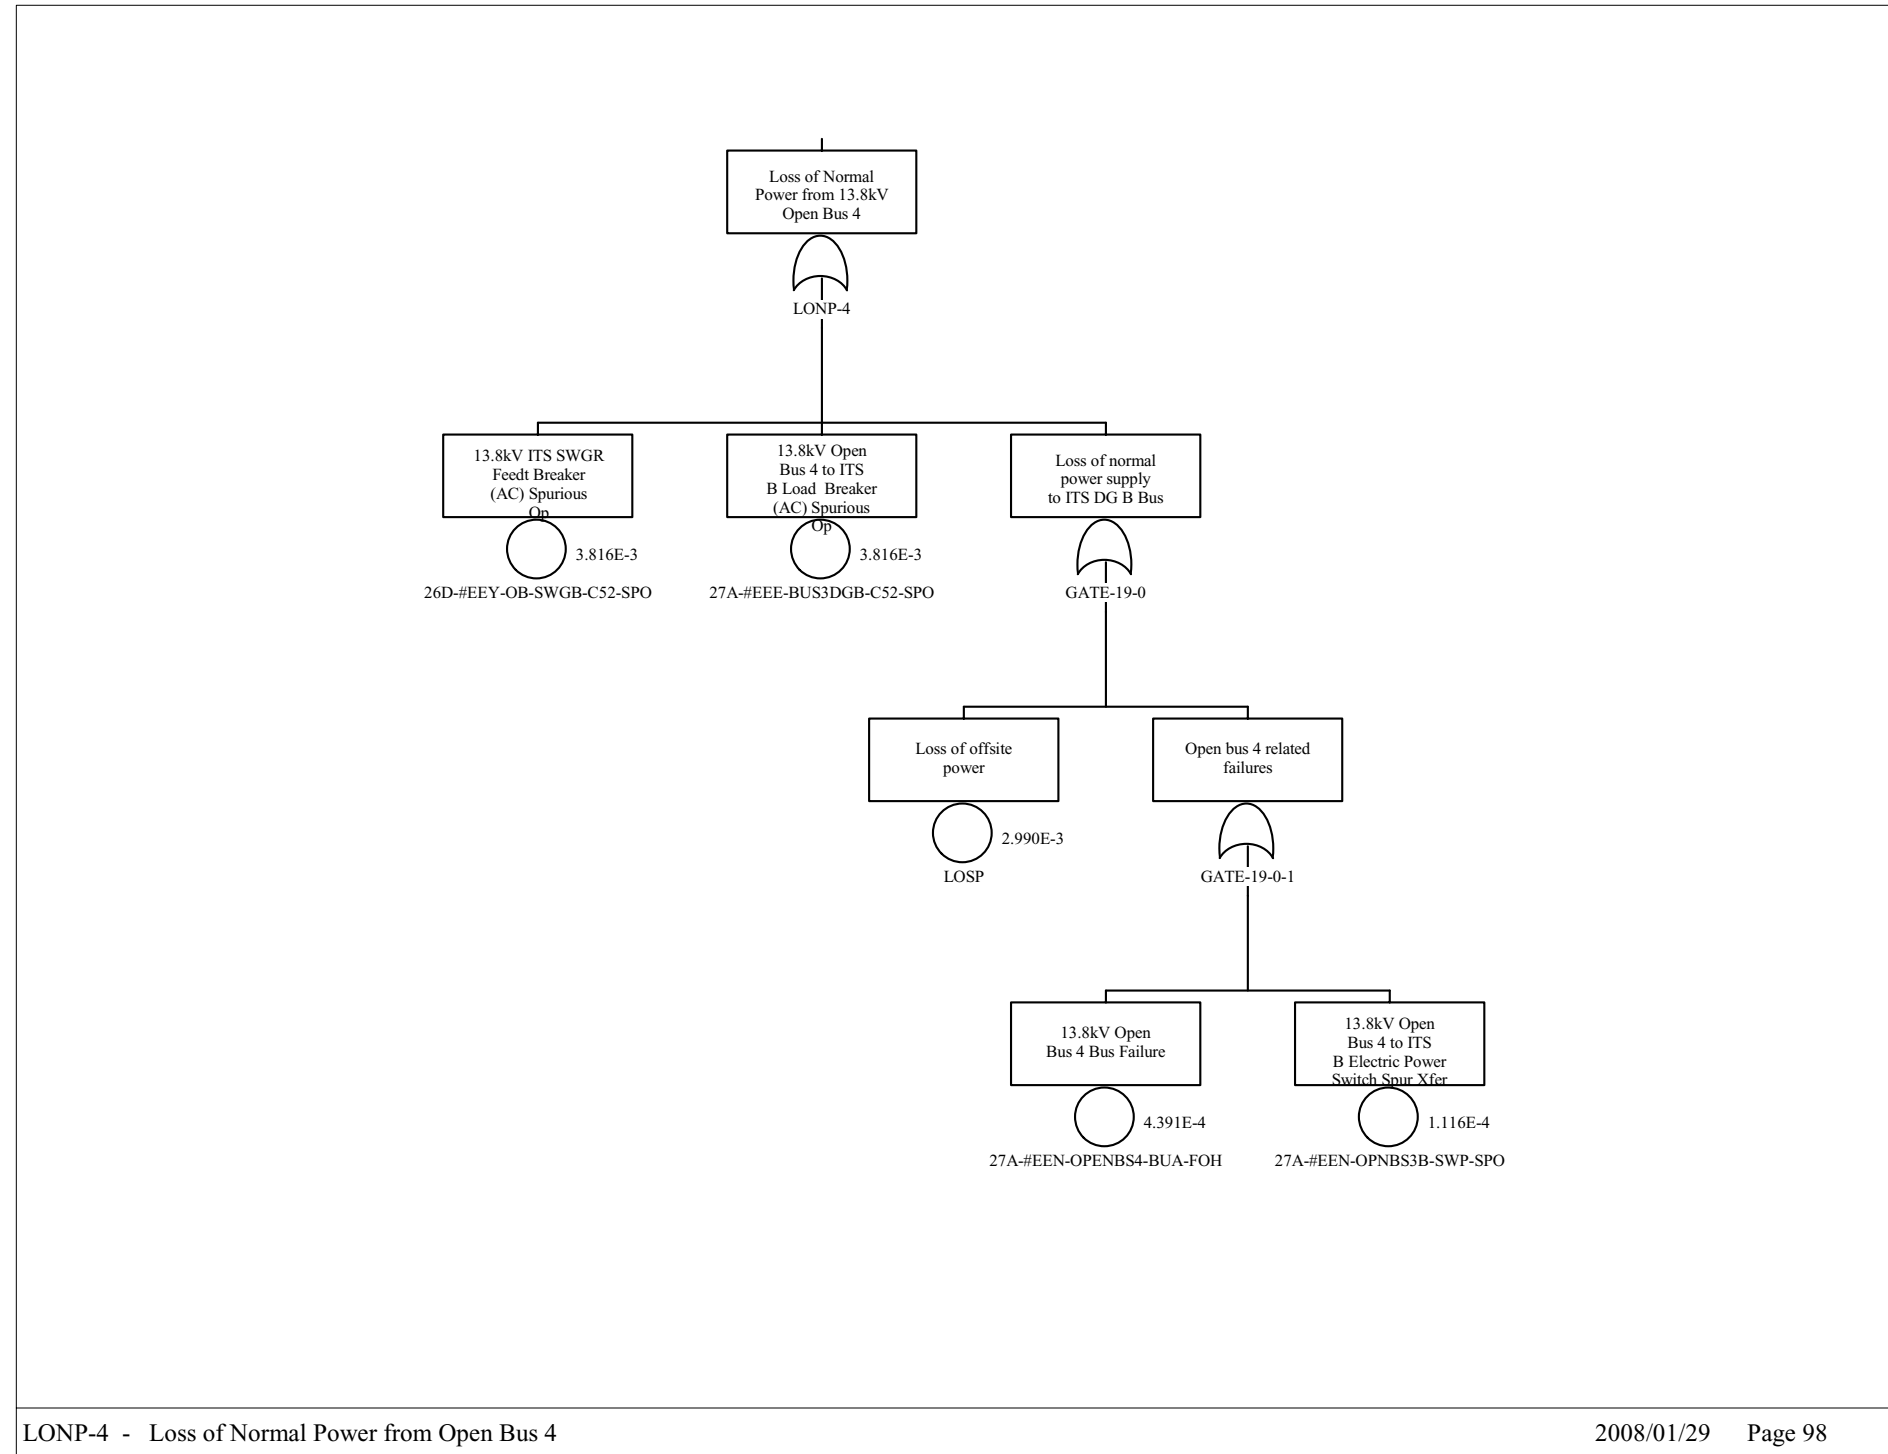 Loss of Normal
Power from 13.8kV
Open Bus 4
LONP-4
13.8kV ITS SWGR
Feedt Breaker
(AC) Spurious
Op
3.816E-3
26D-#EEY-OB-SWGB-C52-SPO
13.8kV Open
Bus 4 to ITS
B Load Breaker
(AC) Spurious
Op
3.816E-3
27A-#EEE-BUS3DGB-C52-SPO
Loss of normal
power supply
to ITS DG B Bus
GATE-19-0
Loss of offsite
power
2.990E-3
LOSP
Open bus 4 related
failures
GATE-19-0-1
13.8kV Open
Bus 4 Bus Failure
4.391E-4
27A-#EEN-OPENBS4-BUA-FOH
13.8kV Open
Bus 4 to ITS
B Electric Power
Switch Spur Xfer
1.116E-4
27A-#EEN-OPNBS3B-SWP-SPO
LONP-4 - Loss of Normal Power from Open Bus 4
2008/01/29 Page 98